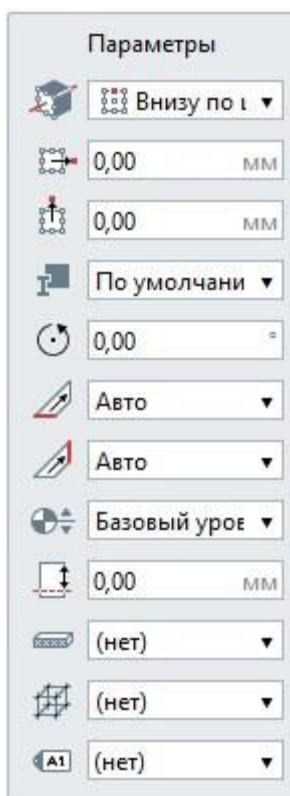 Параметры
Внизу по ц
0,00 мм
0,00 мм
По умолчани
0,00 °
Авто
Авто
Базовый уров
0,00 мм
(нет)
(нет)
A1 (нет)